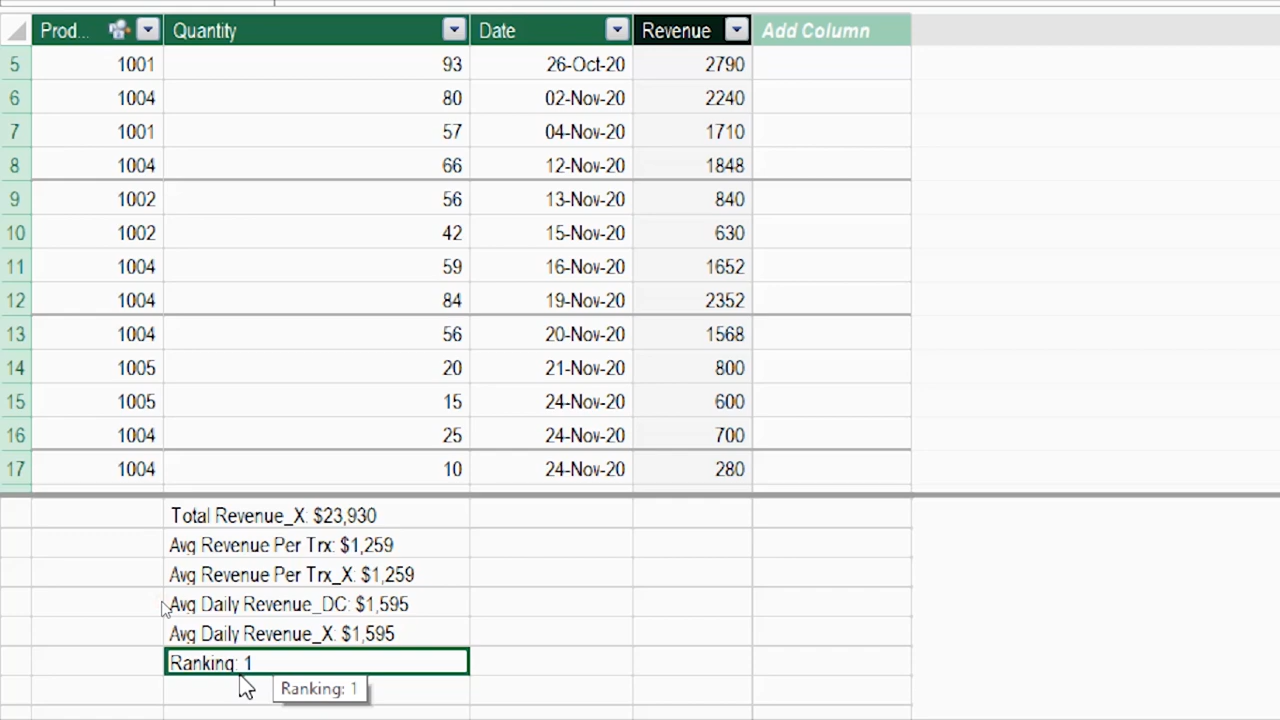 Prod... Quantity Date Revenue Add Column
5 1001 93 26-Oct-20 2790
6 1004 80 02-Nov-20 2240
7 1001 57 04-Nov-20 1710
8 1004 66 12-Nov-20 1848
9 1002 56 13-Nov-20 840
10 1002 42 15-Nov-20 630
11 1004 59 16-Nov-20 1652
12 1004 84 19-Nov-20 2352
13 1004 56 20-Nov-20 1568
14 1005 20 21-Nov-20 800
15 1005 15 24-Nov-20 600
16 1004 25 24-Nov-20 700
17 1004 10 24-Nov-20 280
Total Revenue_X: $23,930
Avg Revenue Per Trx: $1,259
Avg Revenue Per Trx_X: $1,259
Avg Daily Revenue_DC: $1,595
Avg Daily Revenue_X: $1,595
Ranking: 1
Ranking: 1